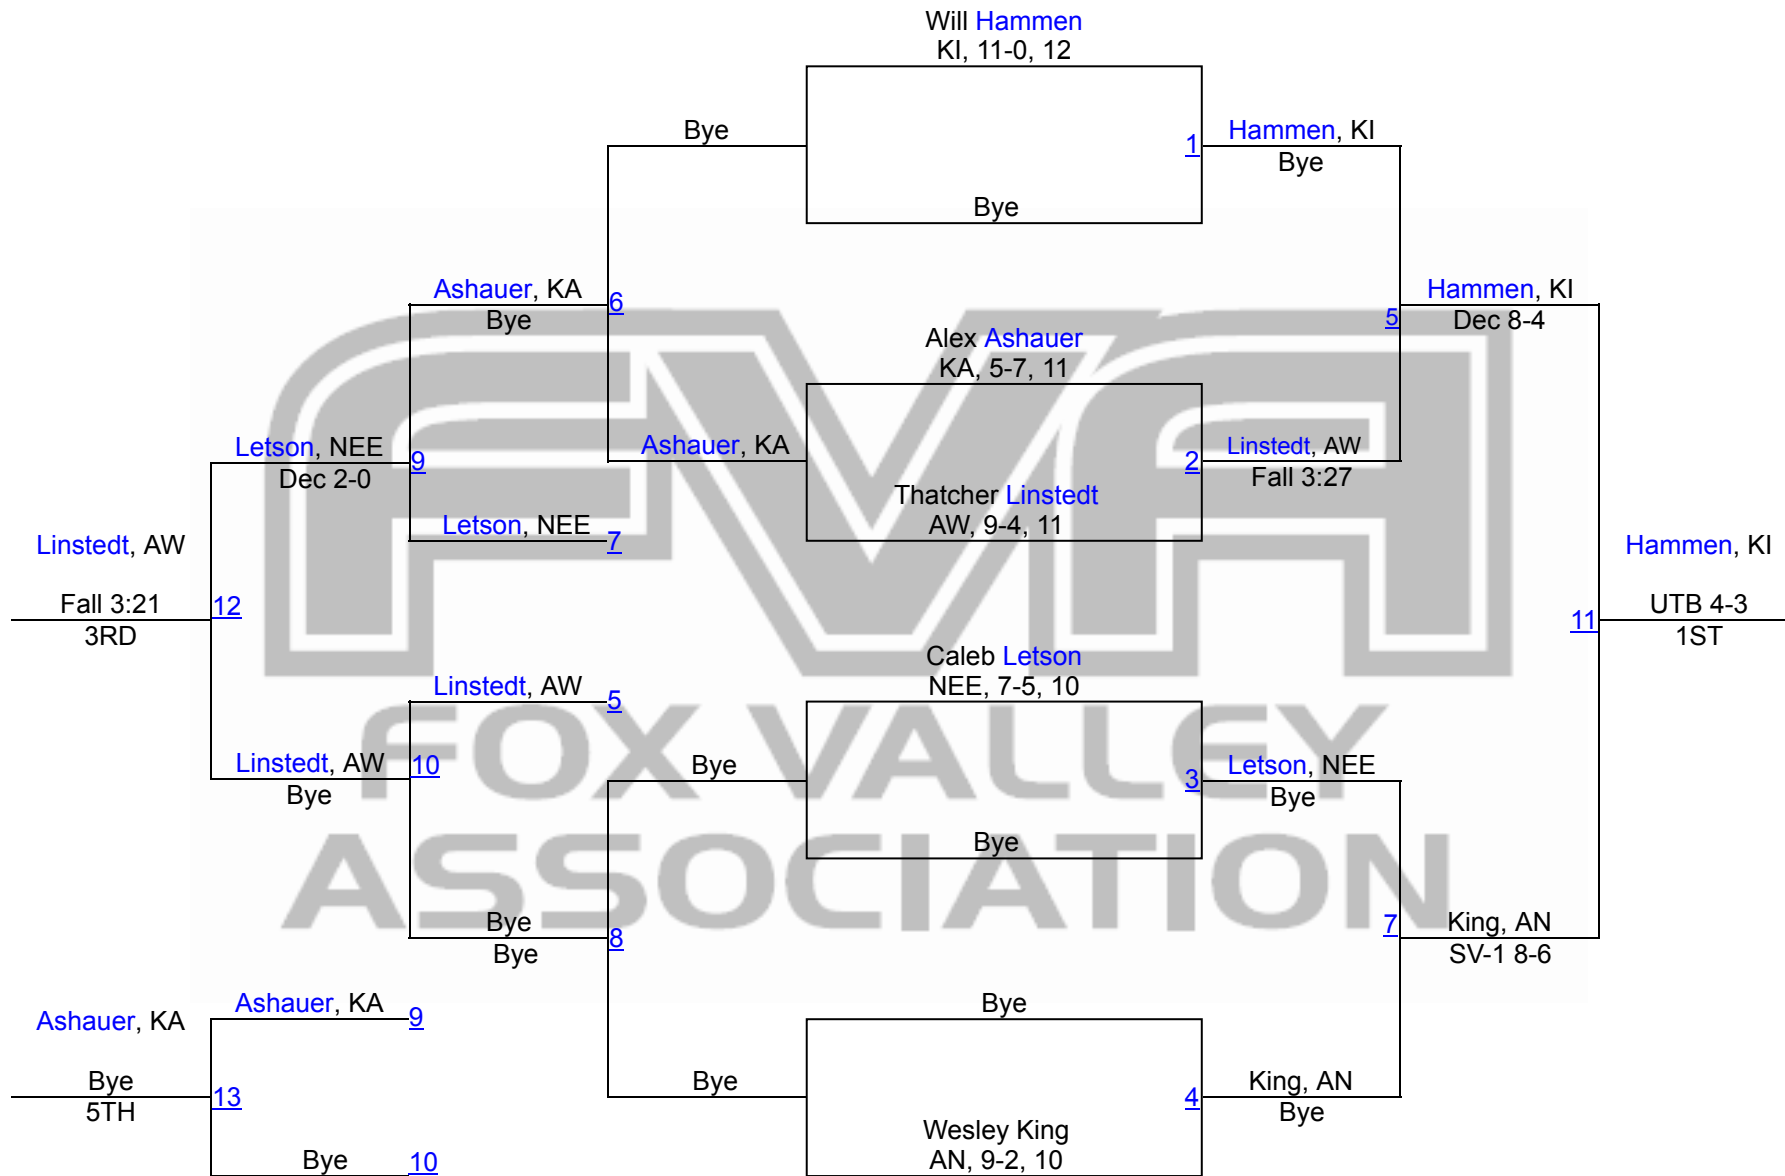 Will Hammen
KI, 11-0, 12
Bye
1
Hammen, KI
Bye
Bye
Ashauer, KA
Bye
6
Hammen, KI
Dec 8-4
5
Alex Ashauer
KA, 5-7, 11
Ashauer, KA
2
Linstedt, AW
Fall 3:27
Letson, NEE
Dec 2-0
9
Thatcher Linstedt
AW, 9-4, 11
Letson, NEE
7
Linstedt, AW
Fall 3:21
3RD
12
Hammen, KI
UTB 4-3
1ST
11
FVA
FOX VALLEY
ASSOCIATION
Caleb Letson
NEE, 7-5, 10
Linstedt, AW
5
Linstedt, AW
Bye
10
Bye
3
Letson, NEE
Bye
Bye
Bye
Bye
8
7
King, AN
SV-1 8-6
Ashauer, KA
Ashauer, KA
9
Bye
Bye
5TH
13
Bye
4
King, AN
Bye
Wesley King
AN, 9-2, 10
Bye
10